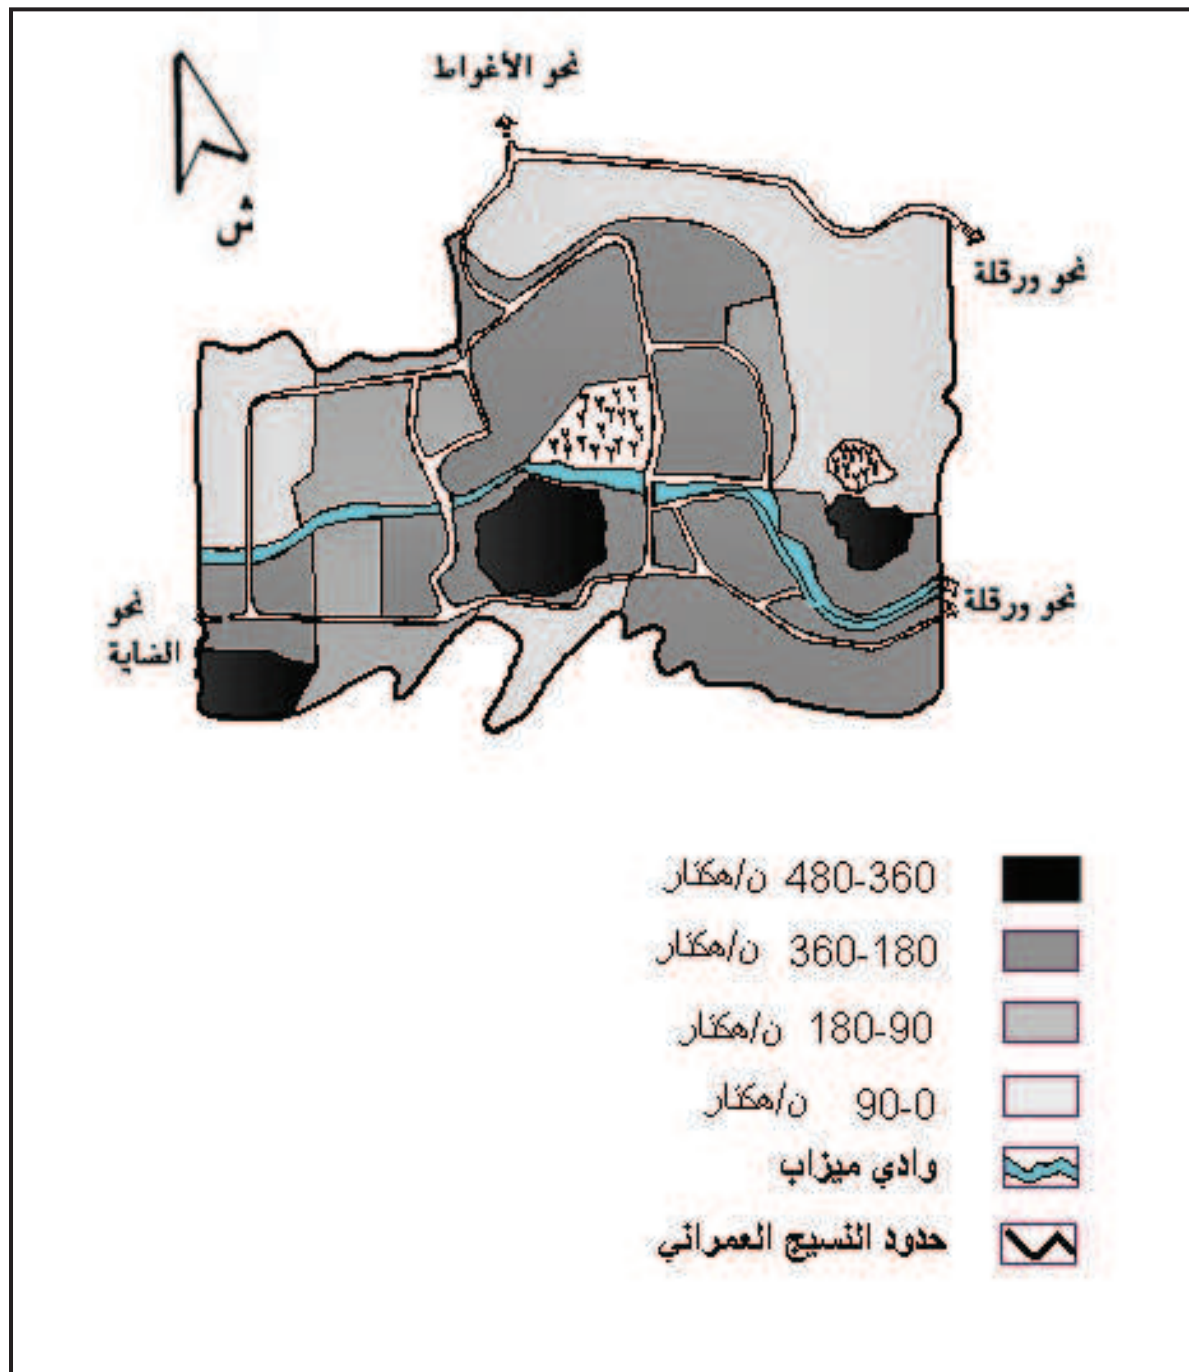 نحو الأغواط
ش
نحو ورقلة
نحو ورقلة
نحو
الضاية
480-360 ن/هكتار
360-180 ن/هكتار
180-90 ن/هكتار
90-0 ن/هكتار
وادي ميزاب
حدود النسيج العمراني